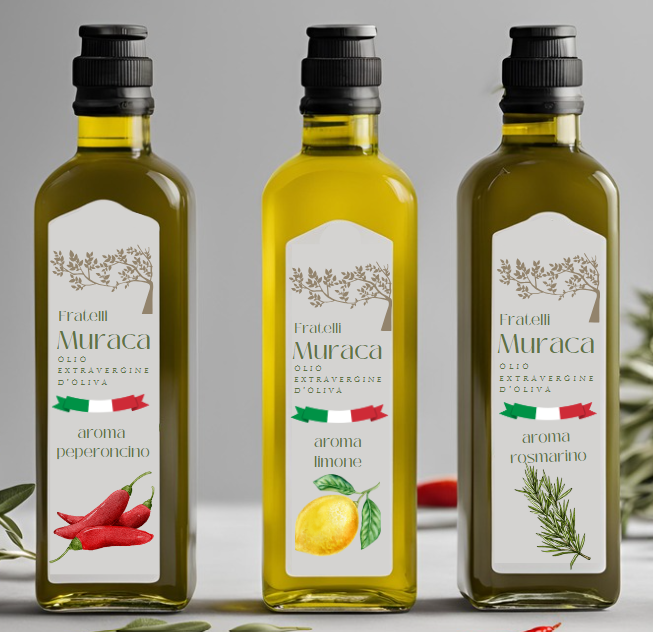 Fratelli
Muraca
OLIO
EXTRAVERGINE
D'OLIVA
aroma
peperoncino
Fratelli
Muraca
OLIO
EXTRAVERGINE
D'OLIVA
aroma
limone
Fratelli
Muraca
OLIO
EXTRAVERGINE
D'OLIVA
aroma
rosmarino